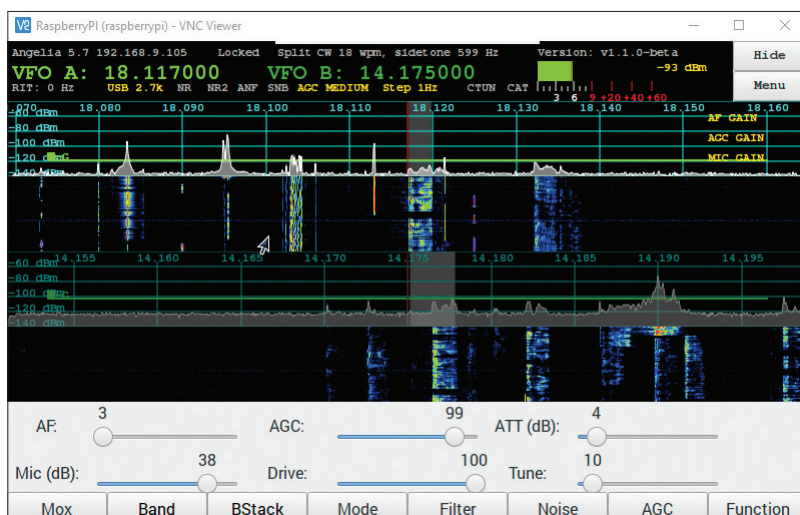 RaspberryPI (raspberrypi) - VNC Viewer
Angelia 5.7 192.168.9.105 Locked Split CW 18 wpm, sidetone 599 Hz Version: v1.1.0-beta
Hide
VFO A: 18.117000 VFO B: 14.175000 -93 dBm
RIT: 0 Hz USB 2.7k NR NR2 ANF SNB AGC MEDIUM Step 1Hz CTUN CAT
3 6 9 +20 +40 +60
Menu
070 18.080 18.090 18.100 18.110 18.120 18.130 18.140 18.150 18.160
-80 dBm
AF GAIN
-100 dBm
AGC GAIN
-120 dBm
MIC GAIN
-140 dBm
14.155 14.160 14.165 14.170 14.175 14.180 14.185 14.190 14.195
-60 dBm
-80 dBm
-100 dBm
-120 dBm
-140 dBm
AF: 3 AGC: 99 ATT (dB): 4
Mic (dB): 38 Drive: 100 Tune: 10
Mox Band BStack Mode Filter Noise AGC Function